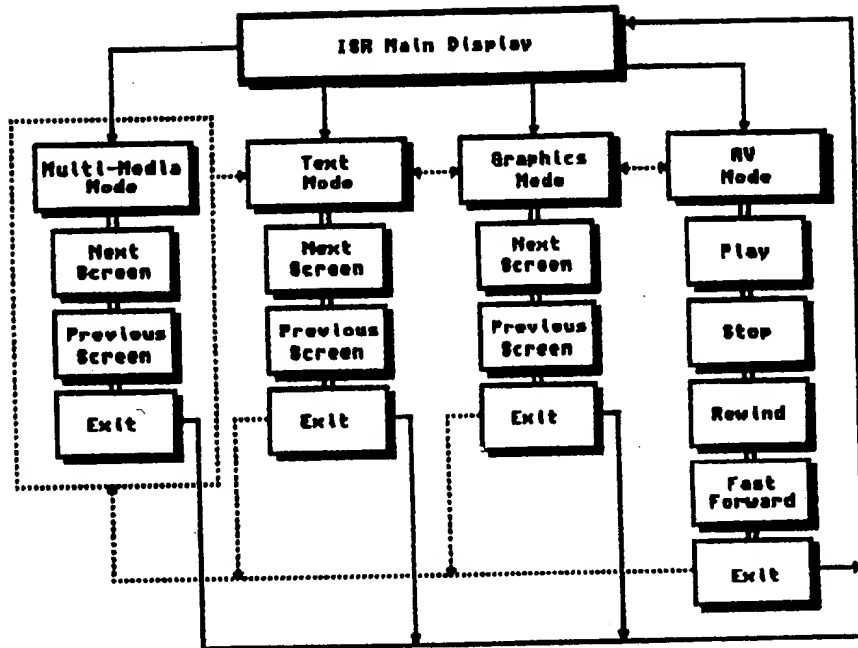 ISR Main Display
Multi-Media
Mode
Next
Screen
Previous
Screen
Exit
Text
Mode
Next
Screen
Previous
Screen
Exit
Graphics
Mode
Next
Screen
Previous
Screen
Exit
AV
Mode
Play
Stop
Rewind
Fast
Forward
Exit